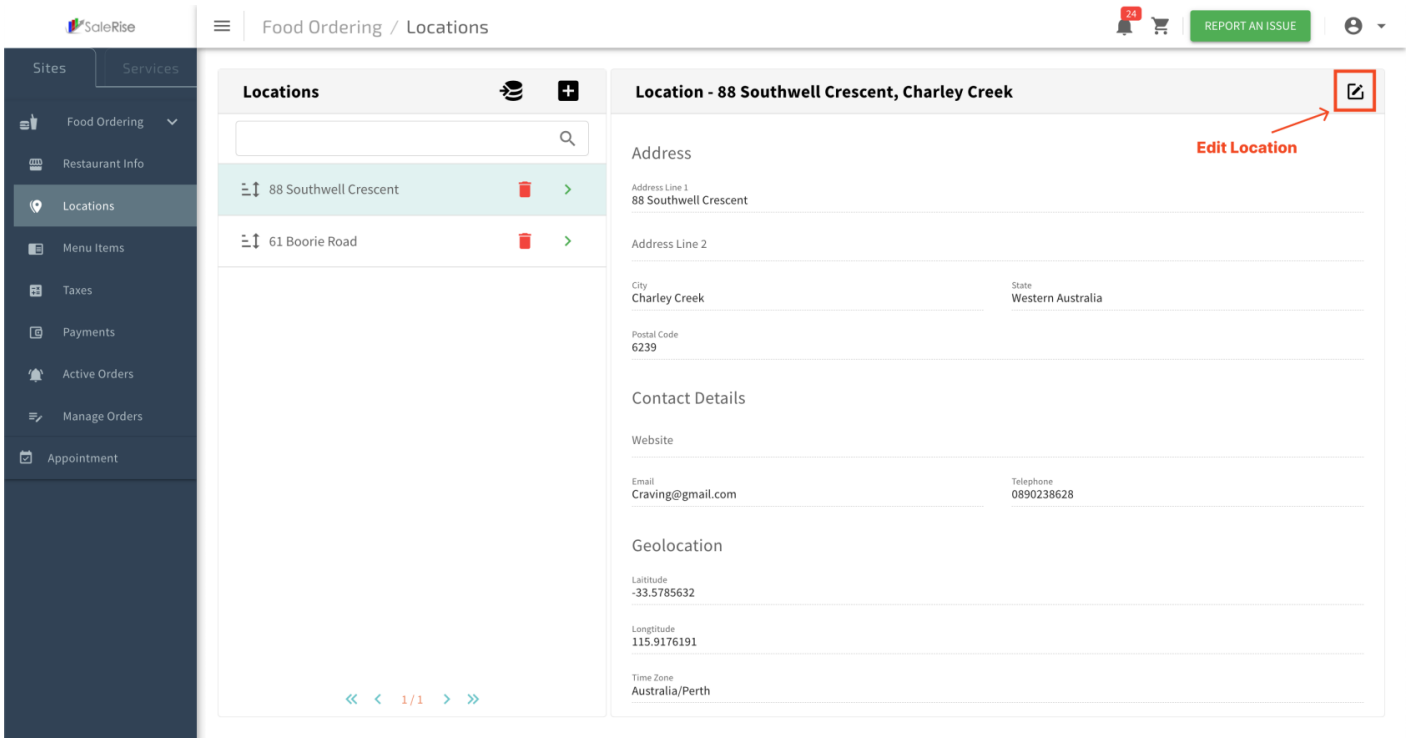 SaleRise
Food Ordering / Locations
24
REPORT AN ISSUE
Sites
Services
Food Ordering
Restaurant Info
Locations
Menu Items
Taxes
Payments
Active Orders
Manage Orders
Appointment
Locations
88 Southwell Crescent
61 Boorie Road
1/1
Location - 88 Southwell Crescent, Charley Creek
Edit Location
Address
Address Line 1
88 Southwell Crescent
Address Line 2
City
Charley Creek
State
Western Australia
Postal Code
6239
Contact Details
Website
Email
Craving@gmail.com
Telephone
0890238628
Geolocation
Laititude
-33.5785632
Longtitude
115.9176191
Time Zone
Australia/Perth